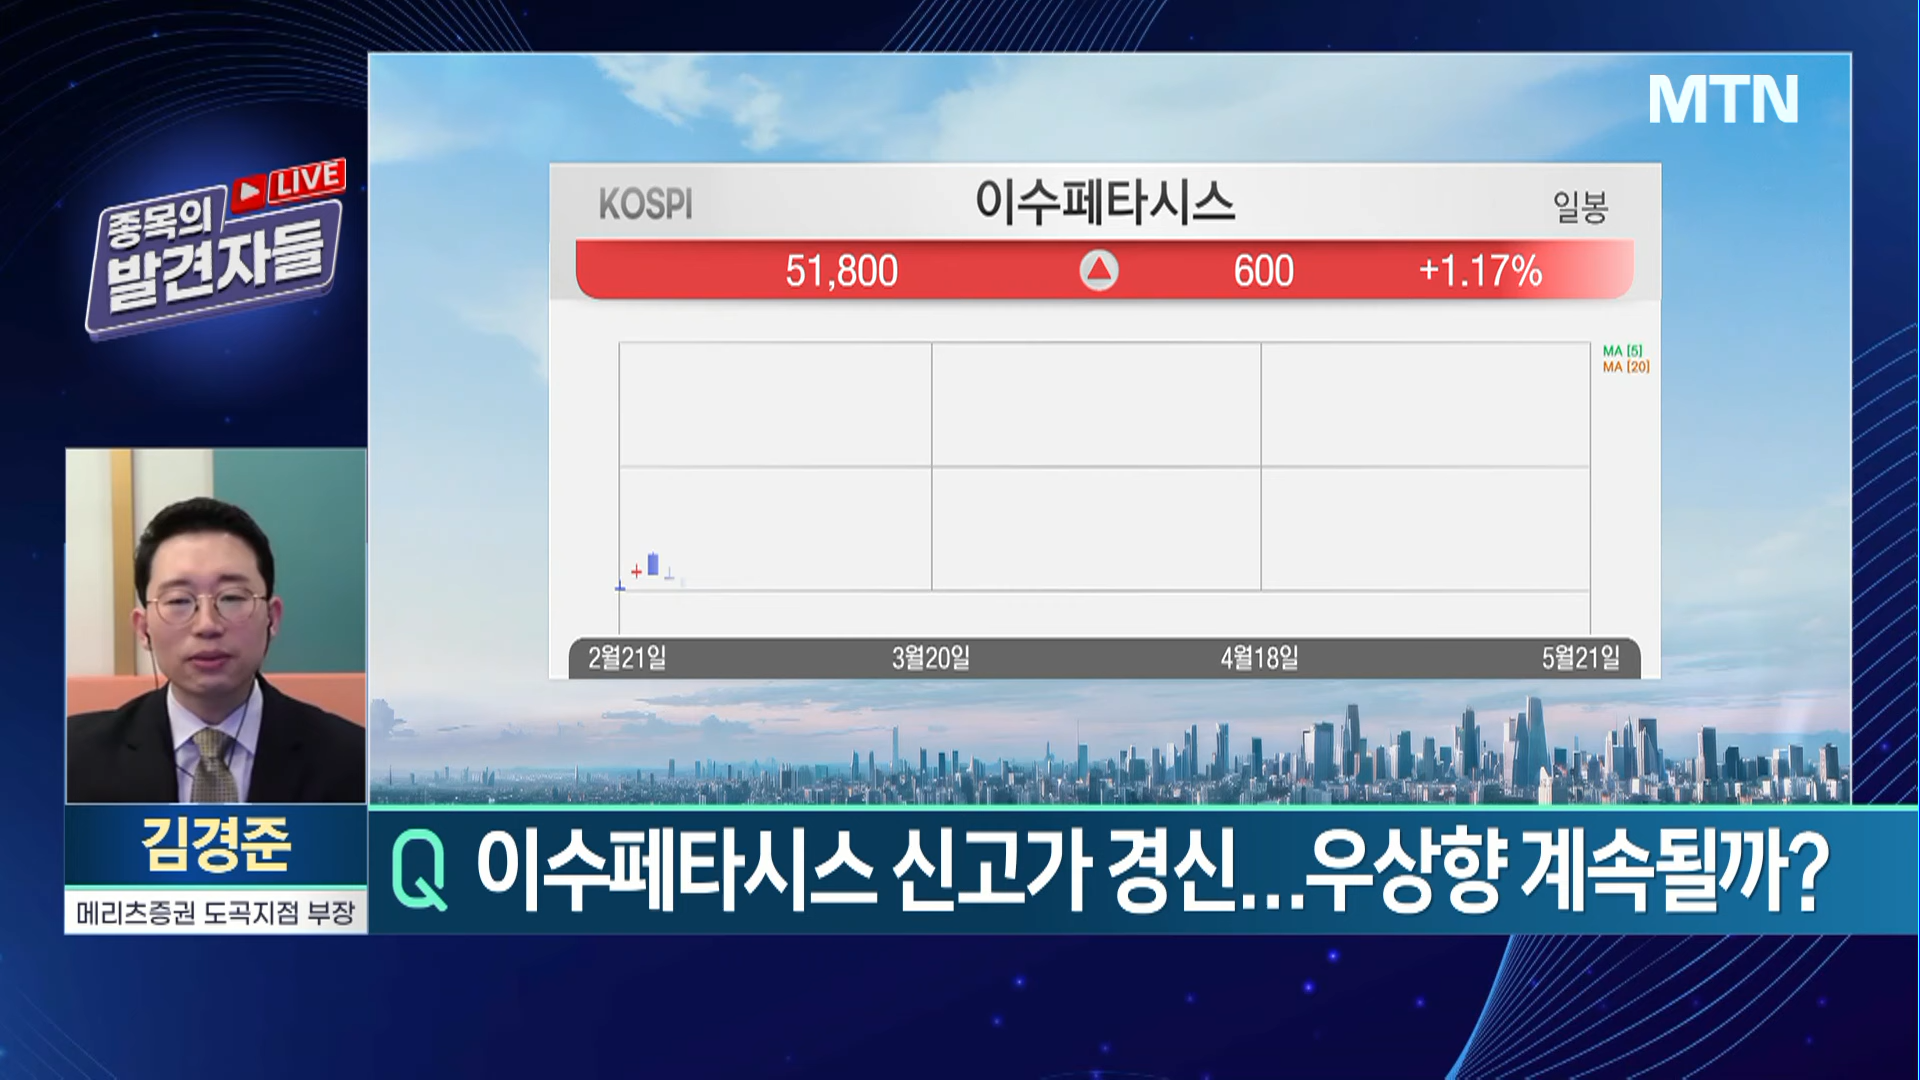 MTN
LIVE
종목의
발견자들
KOSPI 이수페타시스 일봉
51,800 600 +1.17%
MA [5]
MA [20]
2월21일 3월20일 4월18일 5월21일
김경준
메리츠증권 도곡지점 부장
Q 이수페타시스 신고가 경신...우상향 계속될까?